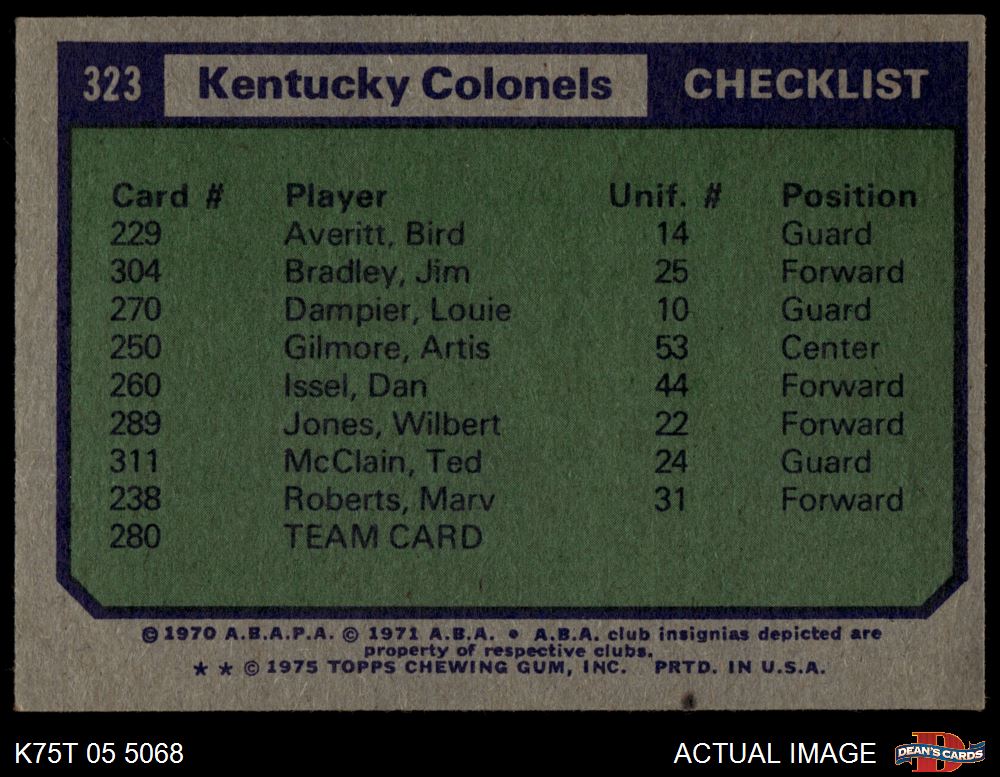 323 Kentucky Colonels CHECKLIST
Card # Player Unif. # Position
229 Averitt, Bird 14 Guard
304 Bradley, Jim 25 Forward
270 Dampier, Louie 10 Guard
250 Gilmore, Artis 53 Center
260 Issel, Dan 44 Forward
289 Jones, Wilbert 22 Forward
311 McClain, Ted 24 Guard
238 Roberts, Marv 31 Forward
280 TEAM CARD
© 1970 A.B.A.P.A. © 1971 A.B.A. • A.B.A. club insignias depicted are
property of respective clubs.
★ ★ © 1975 TOPPS CHEWING GUM, INC. PRTD. IN U.S.A.
K75T 05 5068 ACTUAL IMAGE D DEAN'S CARDS